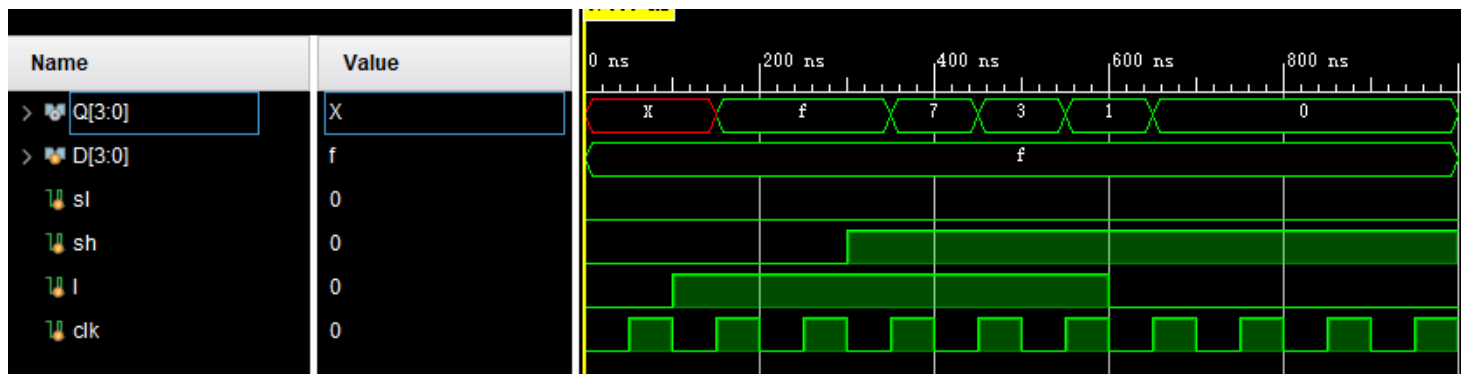 Name Value
0 ns 200 ns 400 ns 600 ns 800 ns
> Q[3:0] X X f 7 3 1 0
> D[3:0] f f
sl 0
sh 0
l 0
clk 0